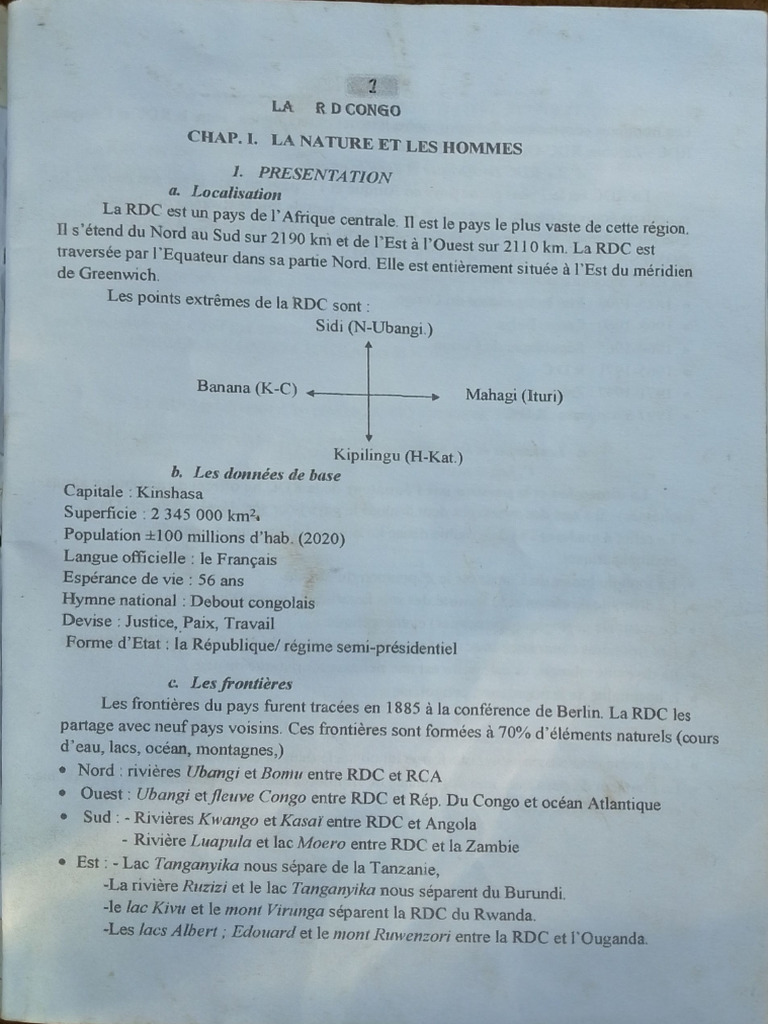 1
LA R D CONGO
CHAP. I. LA NATURE ET LES HOMMES
1. PRESENTATION
a. Localisation
La RDC est un pays de l'Afrique centrale. Il est le pays le plus vaste de cette région.
Il s'étend du Nord au Sud sur 2190 km et de l'Est à l'Ouest sur 2110 km. La RDC est
traversée par l'Equateur dans sa partie Nord. Elle est entièrement située à l'Est du méridien
de Greenwich.
Les points extrêmes de la RDC sont :
Sidi (N-Ubangi.)
Banana (K-C)
Mahagi (Ituri)
Kipilingu (H-Kat.)
b. Les données de base
Capitale : Kinshasa
Superficie : 2 345 000 km².
Population ±100 millions d'hab. (2020)
Langue officielle : le Français
Espérance de vie : 56 ans
Hymne national : Debout congolais
Devise : Justice, Paix, Travail
Forme d'Etat : la République/ régime semi-présidentiel
c. Les frontières
Les frontières du pays furent tracées en 1885 à la conférence de Berlin. La RDC les
partage avec neuf pays voisins. Ces frontières sont formées à 70% d'éléments naturels (cours
d'eau, lacs, océan, montagnes,)
• Nord : rivières Ubangi et Bomu entre RDC et RCA
• Ouest : Ubangi et fleuve Congo entre RDC et Rép. Du Congo et océan Atlantique
• Sud : - Rivières Kwango et Kasaï entre RDC et Angola
- Rivière Luapula et lac Moero entre RDC et la Zambie
• Est : - Lac Tanganyika nous sépare de la Tanzanie,
-La rivière Ruzizi et le lac Tanganyika nous séparent du Burundi.
-le lac Kivu et le mont Virunga séparent la RDC du Rwanda.
-Les lacs Albert ; Edouard et le mont Ruwenzori entre la RDC et l'Ouganda.